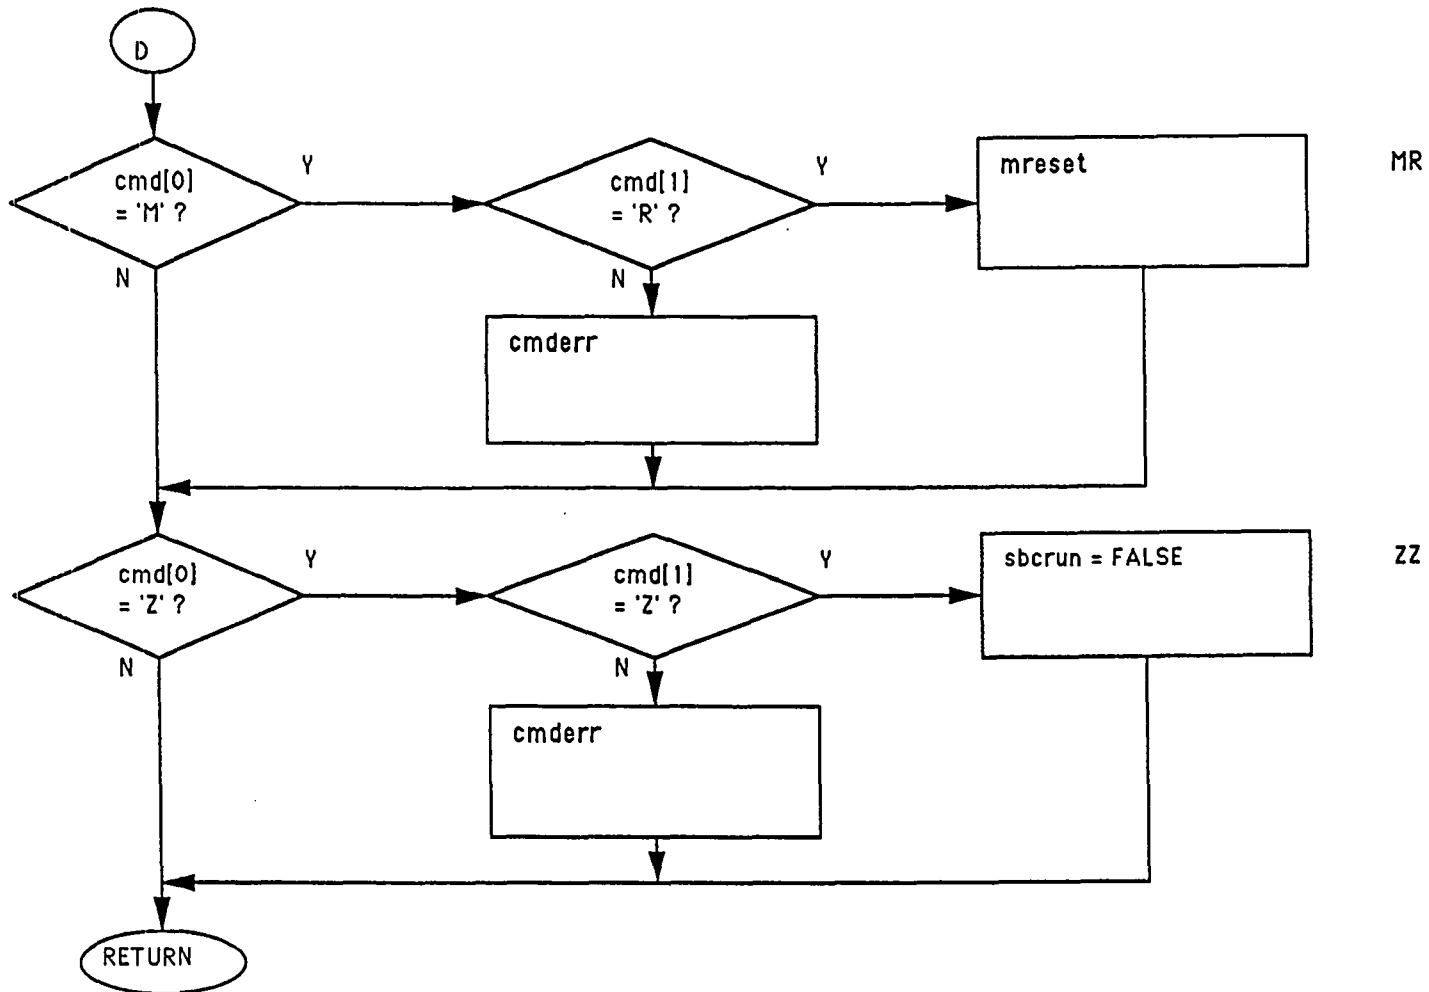 D
cmd[0]
= 'M' ?
Y
cmd[1]
= 'R' ?
Y
mreset
MR
N
N
cmderr
cmd[0]
= 'Z' ?
Y
cmd[1]
= 'Z' ?
Y
sbcrun = FALSE
ZZ
N
N
cmderr
RETURN